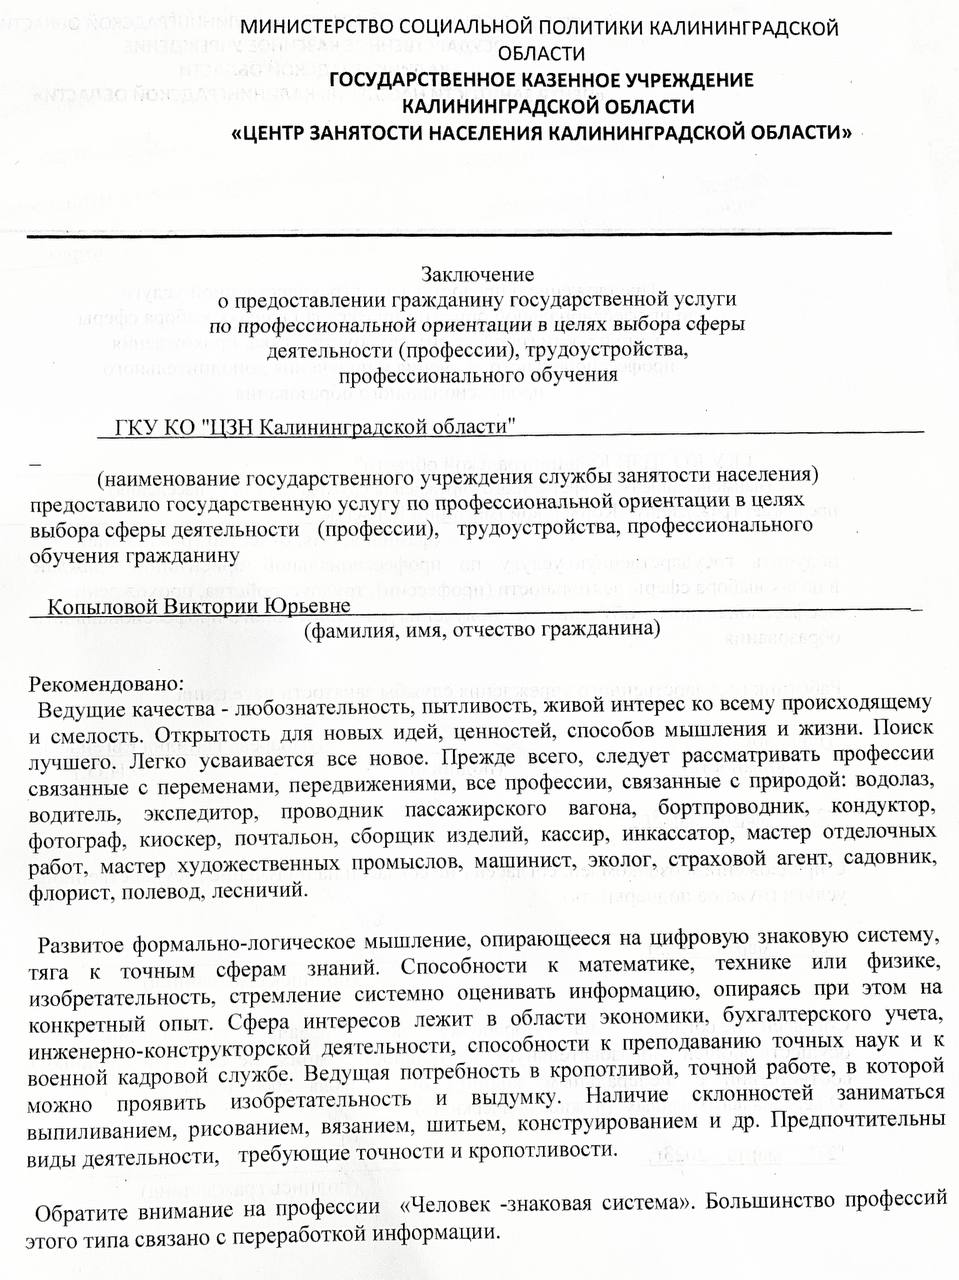 МИНИСТЕРСТВО СОЦИАЛЬНОЙ ПОЛИТИКИ КАЛИНИНГРАДСКОЙ
ОБЛАСТИ
ГОСУДАРСТВЕННОЕ КАЗЕННОЕ УЧРЕЖДЕНИЕ
КАЛИНИНГРАДСКОЙ ОБЛАСТИ
«ЦЕНТР ЗАНЯТОСТИ НАСЕЛЕНИЯ КАЛИНИНГРАДСКОЙ ОБЛАСТИ»
Заключение
о предоставлении гражданину государственной услуги
по профессиональной ориентации в целях выбора сферы
деятельности (профессии), трудоустройства,
профессионального обучения
ГКУ КО "ЦЗН Калининградской области"
(наименование государственного учреждения службы занятости населения)
предоставило государственную услугу по профессиональной ориентации в целях
выбора сферы деятельности (профессии), трудоустройства, профессионального
обучения гражданину
Копыловой Виктории Юрьевне
(фамилия, имя, отчество гражданина)
Рекомендовано:
Ведущие качества - любознательность, пытливость, живой интерес ко всему происходящему
и смелость. Открытость для новых идей, ценностей, способов мышления и жизни. Поиск
лучшего. Легко усваивается все новое. Прежде всего, следует рассматривать профессии
связанные с переменами, передвижениями, все профессии, связанные с природой: водолаз,
водитель, экспедитор, проводник пассажирского вагона, бортпроводник, кондуктор,
фотограф, киоскер, почтальон, сборщик изделий, кассир, инкассатор, мастер отделочных
работ, мастер художественных промыслов, машинист, эколог, страховой агент, садовник,
флорист, полевод, лесничий.
Развитое формально-логическое мышление, опирающееся на цифровую знаковую систему,
тяга к точным сферам знаний. Способности к математике, технике или физике,
изобретательность, стремление системно оценивать информацию, опираясь при этом на
конкретный опыт. Сфера интересов лежит в области экономики, бухгалтерского учета,
инженерно-конструкторской деятельности, способности к преподаванию точных наук и к
военной кадровой службе. Ведущая потребность в кропотливой, точной работе, в которой
можно проявить изобретательность и выдумку. Наличие склонностей заниматься
выпиливанием, рисованием, вязанием, шитьем, конструированием и др. Предпочтительны
виды деятельности, требующие точности и кропотливости.
Обратите внимание на профессии «Человек -знаковая система». Большинство профессий
этого типа связано с переработкой информации.